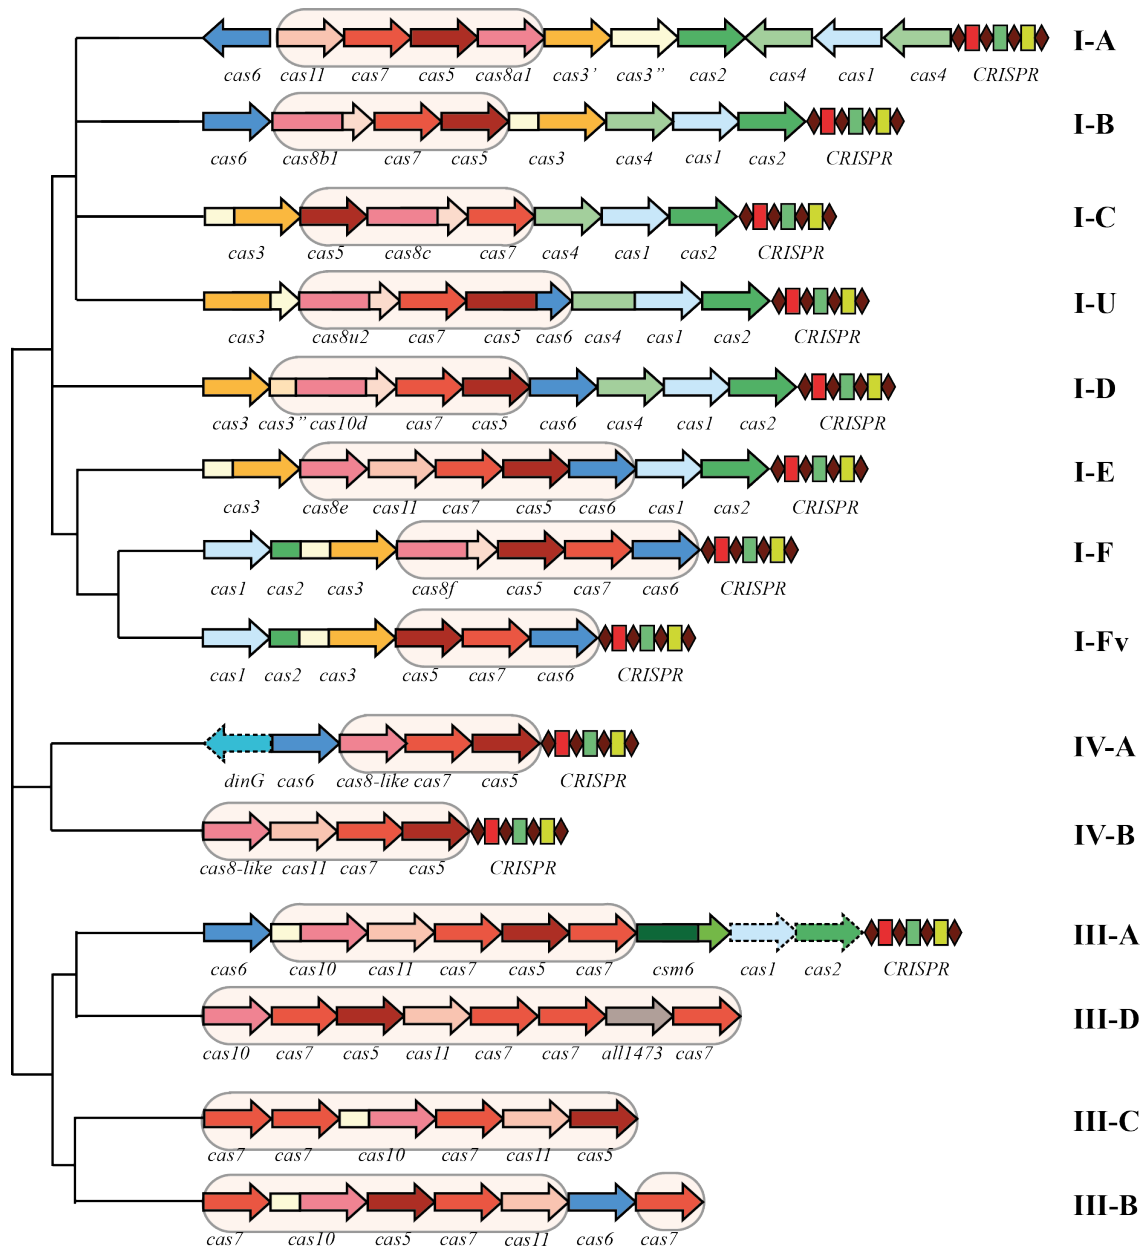 I-A
cas6 cas11 cas7 cas5 cas8a1 cas3’ cas3” cas2 cas4 cas1 cas4 CRISPR
I-B
cas6 cas8b1 cas7 cas5 cas3 cas4 cas1 cas2 CRISPR
I-C
cas3 cas5 cas8c cas7 cas4 cas1 cas2 CRISPR
I-U
cas3 cas8u2 cas7 cas5 cas6 cas4 cas1 cas2 CRISPR
I-D
cas3 cas3” cas10d cas7 cas5 cas6 cas4 cas1 cas2 CRISPR
I-E
cas3 cas8e cas11 cas7 cas5 cas6 cas1 cas2 CRISPR
I-F
cas1 cas2 cas3 cas8f cas5 cas7 cas6 CRISPR
I-Fv
cas1 cas2 cas3 cas5 cas7 cas6 CRISPR
IV-A
dinG cas6 cas8-like cas7 cas5 CRISPR
IV-B
cas8-like cas11 cas7 cas5 CRISPR
III-A
cas6 cas10 cas11 cas7 cas5 cas7 csm6 cas1 cas2 CRISPR
III-D
cas10 cas7 cas5 cas11 cas7 cas7 all1473 cas7
III-C
cas7 cas7 cas10 cas7 cas11 cas5
III-B
cas7 cas10 cas5 cas7 cas11 cas6 cas7